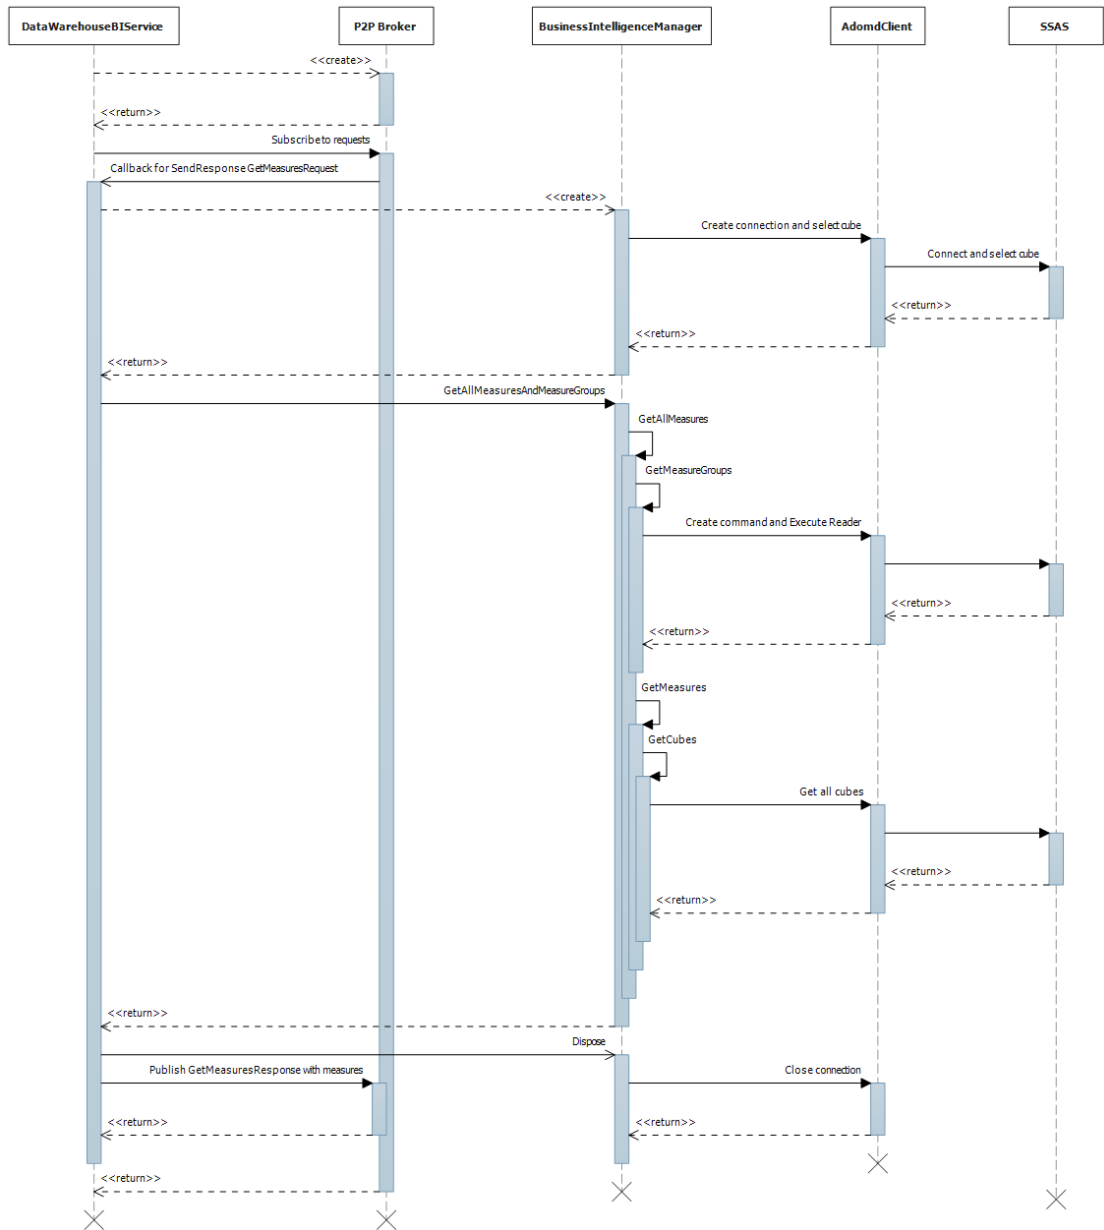 DataWarehouseBIService
P2P Broker
BusinessIntelligenceManager
AdomdClient
SSAS
<<create>>
<<return>>
Subscribe to requests
Callback for SendResponse GetMeasuresRequest
<<create>>
Create connection and select cube
Connect and select cube
<<return>>
<<return>>
<<return>>
GetAllMeasuresAndMeasureGroups
GetAllMeasures
GetMeasureGroups
Create command and Execute Reader
<<return>>
<<return>>
GetMeasures
GetCubes
Get all cubes
<<return>>
<<return>>
<<return>>
Dispose
Publish GetMeasuresResponse with measures
Close connection
<<return>>
<<return>>
<<return>>